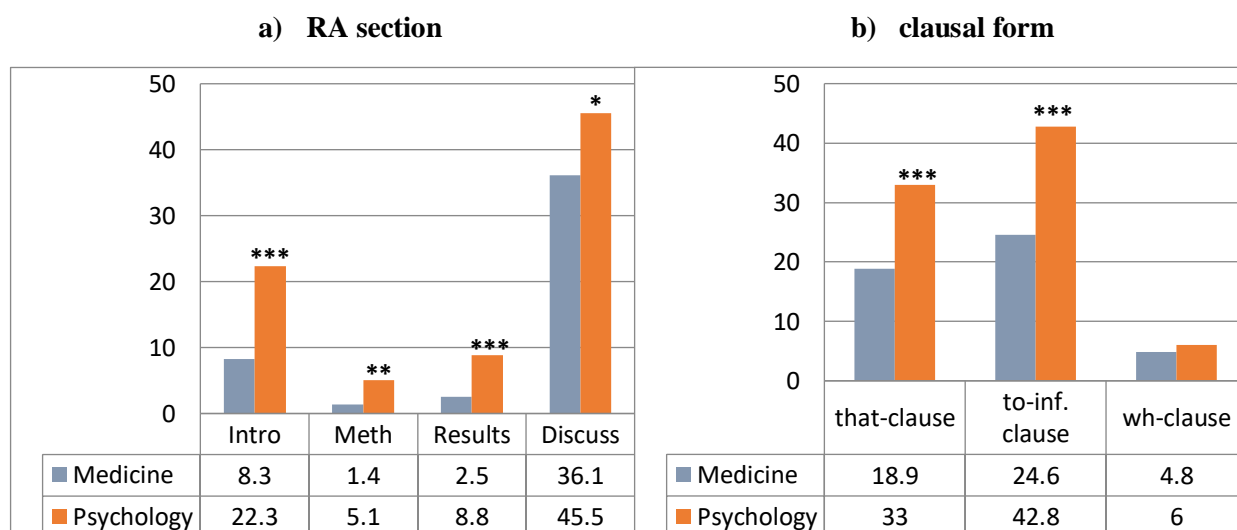 a) RA section
50
40
30
20
10
0
***
**
***
*
Intro Meth Results Discuss
Medicine 8.3 1.4 2.5 36.1
Psychology 22.3 5.1 8.8 45.5
b) clausal form
50
40
30
20
10
0
***
***
that-clause to-inf. clause wh-clause
Medicine 18.9 24.6 4.8
Psychology 33 42.8 6